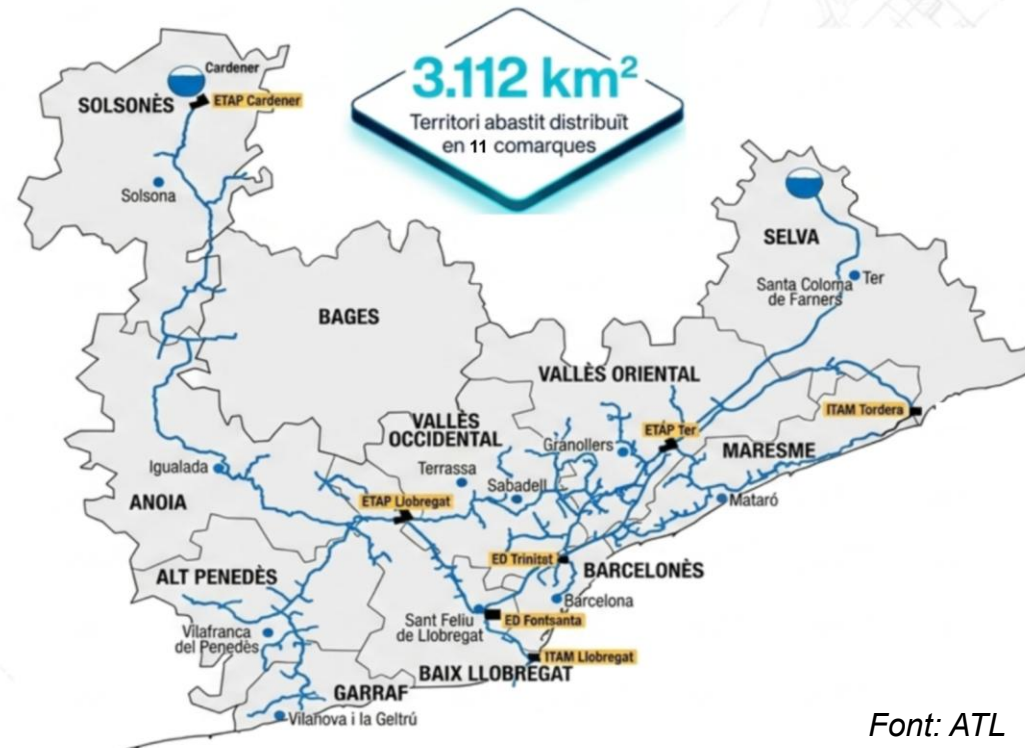 3.112 km²
Territori abastit distribuït
en 11 comarques
Cardener
SOLSONÈS
ETAP Cardener
Solsona
SELVA
Ter
Santa Coloma
de Farners
BAGES
VALLÈS ORIENTAL
ITAM Tordera
VALLÈS
OCCIDENTAL
ETAP Ter
Granollers
MARESME
Terrassa
Igualada
Sabadell
Mataró
ANOIA
ETAP Llobregat
ED Trinitat
BARCELONÈS
ALT PENEDÈS
Barcelona
Sant Feliu
de Llobregat
ED Fontsanta
Vilafranca
del Penedès
ITAM Llobregat
BAIX LLOBREGAT
GARRAF
Vilanova i la Geltrú
Font: ATL